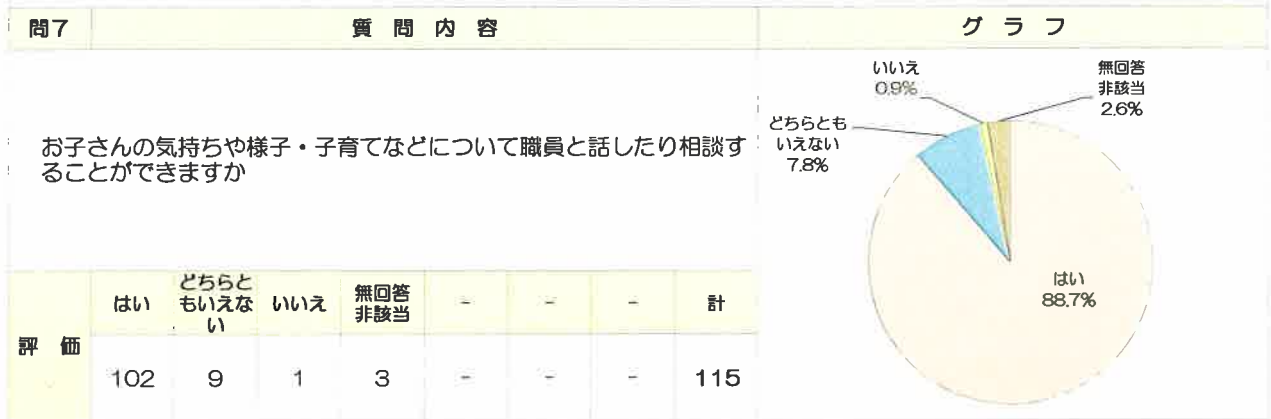 問7 質問内容 グラフ
お子さんの気持ちや様子・子育てなどについて職員と話したり相談す
ることができますか
いいえ
0.9%
無回答
非該当
2.6%
どちらとも
いえない
7.8%
はい
88.7%
評価
はい どちらと
もいえな
い いいえ 無回答
非該当 - - - 計
102 9 1 3 - - - 115